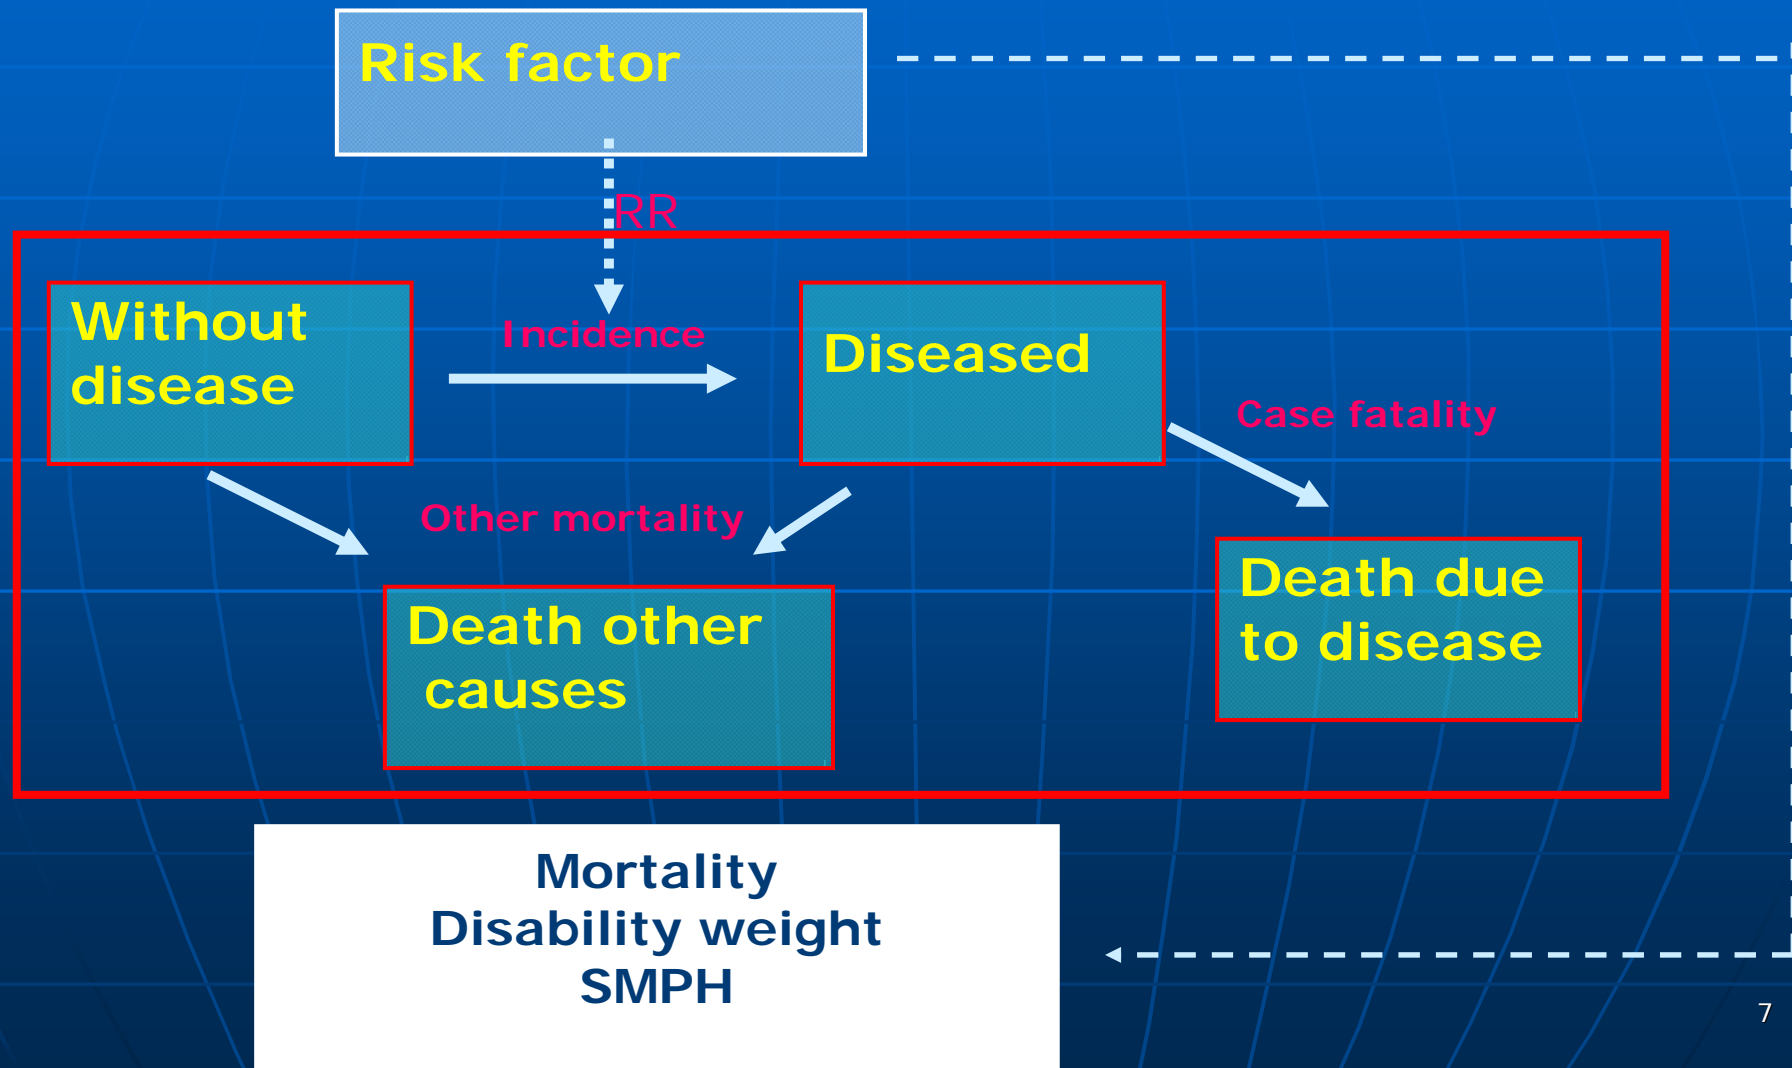 Risk factor
RR
Without
disease
Incidence
Diseased
Case fatality
Other mortality
Death other
causes
Death due
to disease
Mortality
Disability weight
SMPH
7